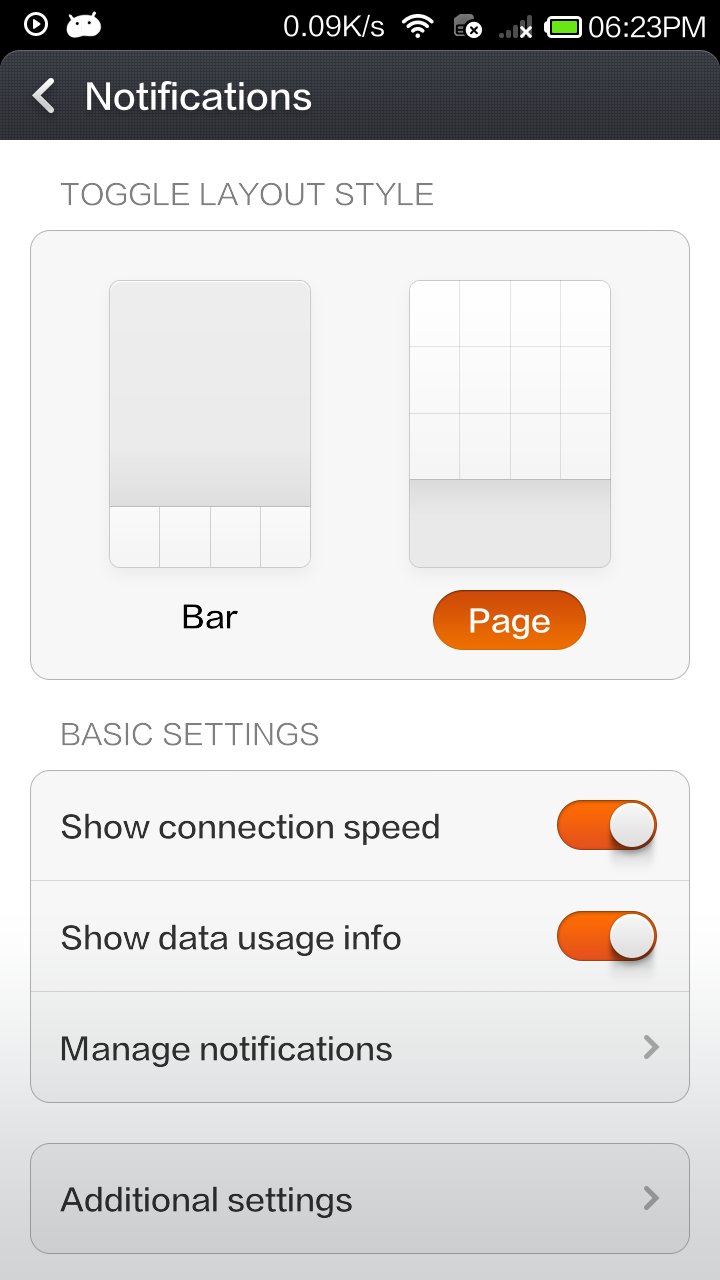 0.09K/s 06:23PM
Notifications
TOGGLE LAYOUT STYLE
Bar
Page
BASIC SETTINGS
Show connection speed
Show data usage info
Manage notifications
Additional settings